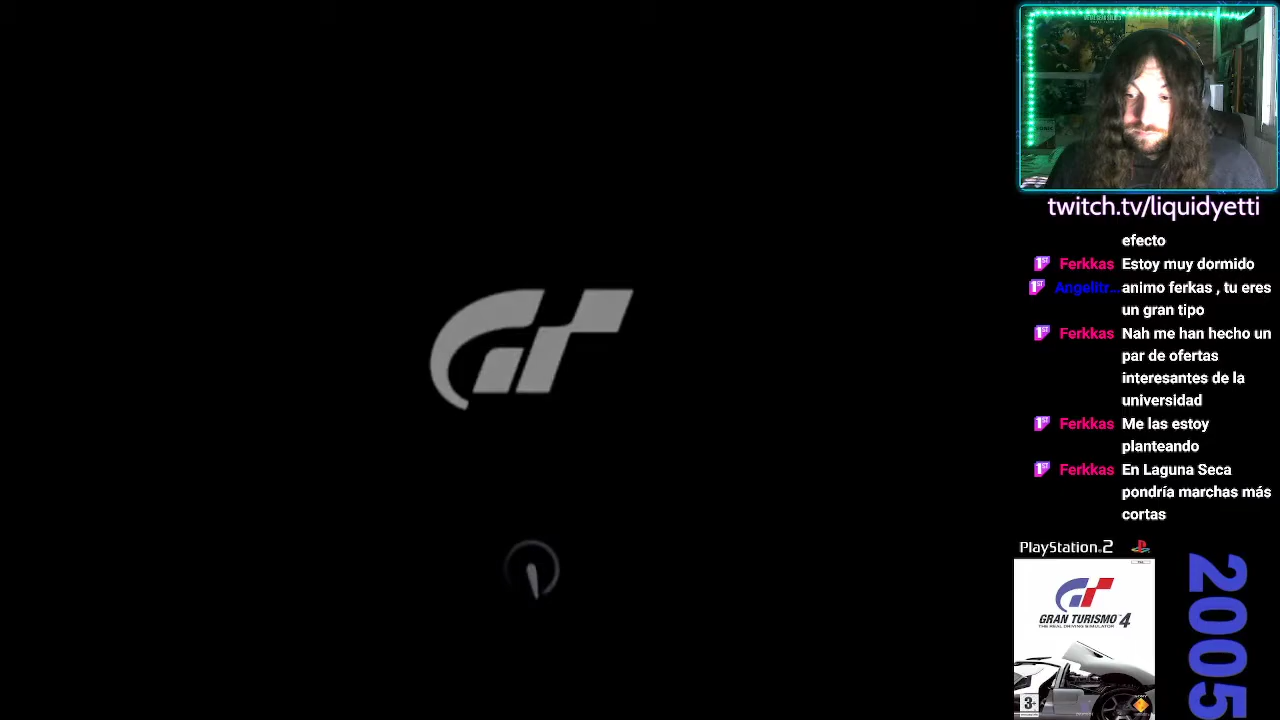 twitch.tv/liquidyetti
efecto
Ferkkas Estoy muy dormido
Angelitr... animo ferkas , tu eres
un gran tipo
Ferkkas Nah me han hecho un
par de ofertas
interesantes de la
universidad
Ferkkas Me las estoy
planteando
Ferkkas En Laguna Seca
pondría marchas más
cortas
PlayStation.2
GRAN TURISMO 4
THE REAL DRIVING SIMULATOR
3+
2005